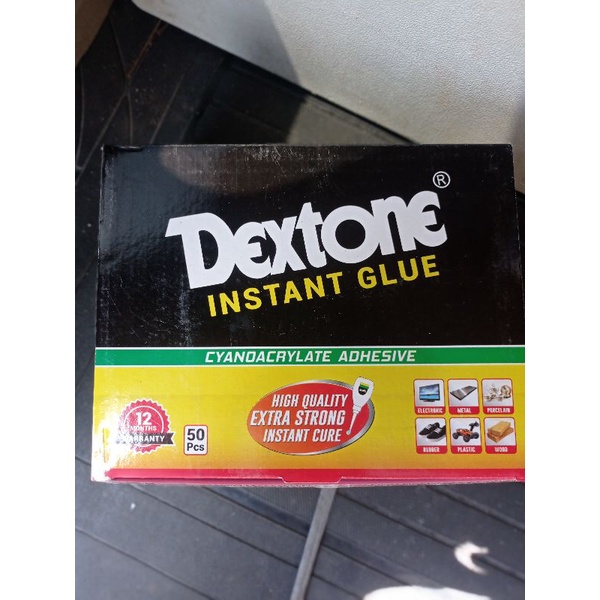 Dextone®
INSTANT GLUE
CYANOACRYLATE ADHESIVE
HIGH QUALITY
EXTRA STRONG
INSTANT CURE!
12
MONTHS
WARRANTY
50
Pcs
ELECTRONIC
METAL
PORCELAIN
RUBBER
PLASTIC
WOOD